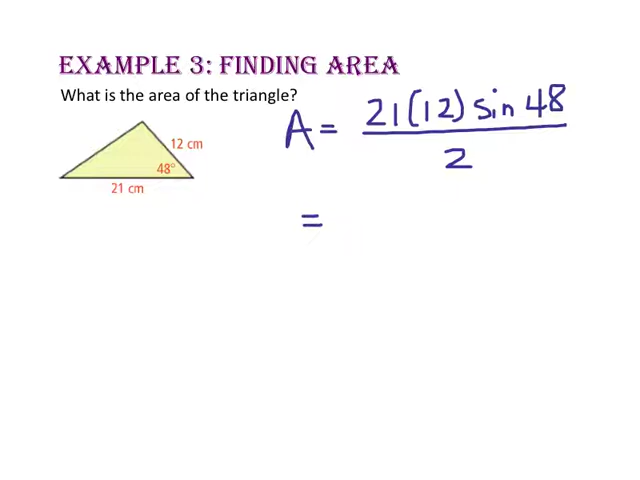 EXAMPLE 3: FINDING AREA
What is the area of the triangle?
12 cm
48°
21 cm
A = 21(12) sin 48
2
=